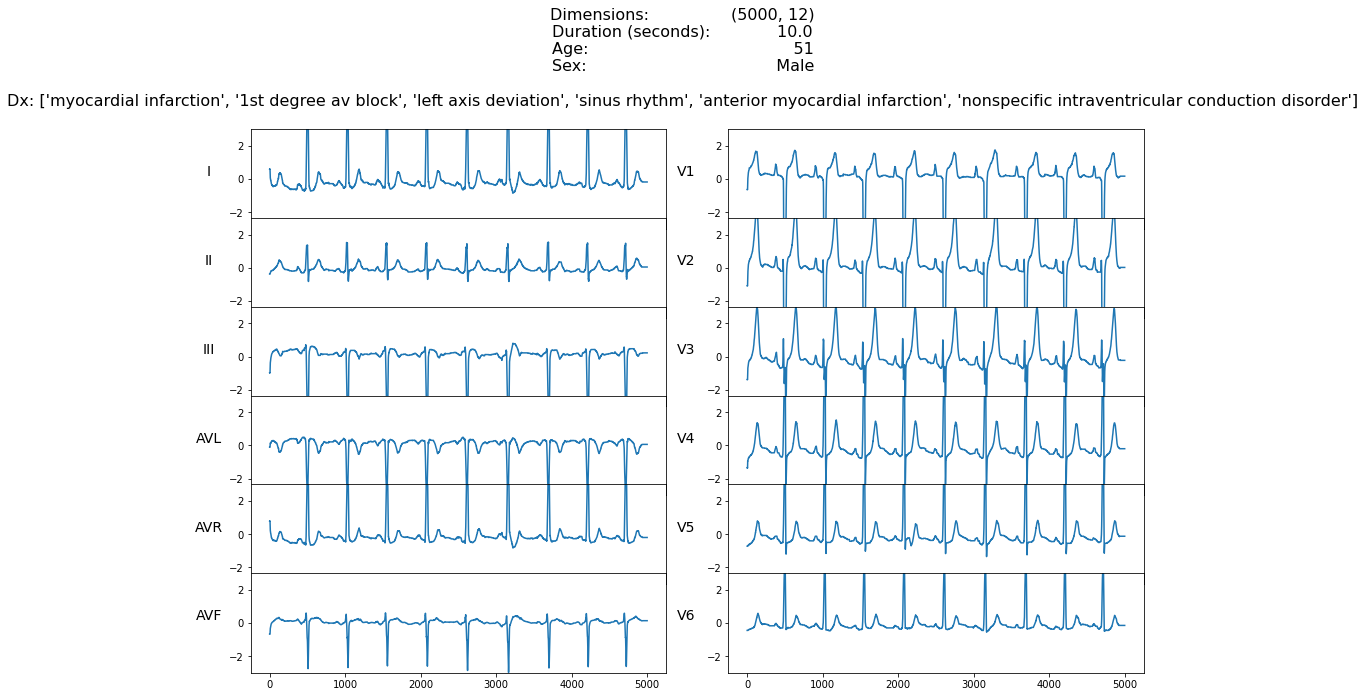 Dimensions: (5000, 12)
Duration (seconds): 10.0
Age: 51
Sex: Male
Dx: ['myocardial infarction', '1st degree av block', 'left axis deviation', 'sinus rhythm', 'anterior myocardial infarction', 'nonspecific intraventricular conduction disorder']
I
2
0
−2
II
2
0
−2
III
2
0
−2
AVL
2
0
−2
AVR
2
0
−2
AVF
2
0
−2
0 1000 2000 3000 4000 5000
V1
2
0
−2
V2
2
0
−2
V3
2
0
−2
V4
2
0
−2
V5
2
0
−2
V6
2
0
−2
0 1000 2000 3000 4000 5000